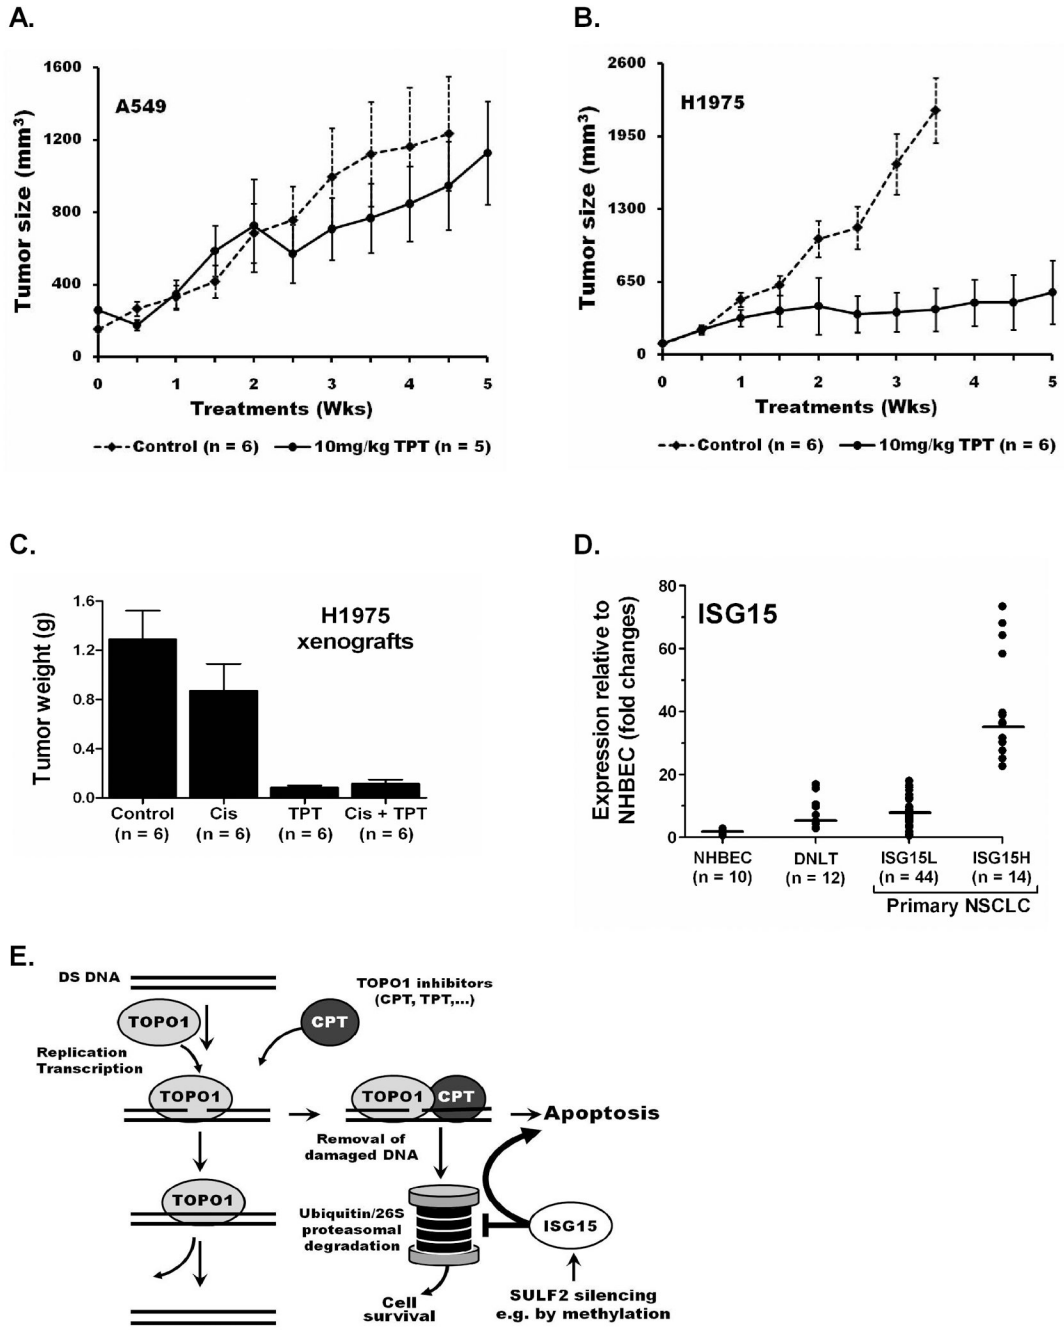 A.
1600
1200
800
400
0
Tumor size (mm³)
A549
0 1 2 3 4 5
Treatments (Wks)
Control (n = 6) 10mg/kg TPT (n = 5)
B.
2600
1950
1300
650
0
Tumor size (mm³)
H1975
0 1 2 3 4 5
Treatments (Wks)
Control (n = 6) 10mg/kg TPT (n = 6)
C.
1.6
1.2
0.8
0.4
0.0
Tumor weight (g)
H1975
xenografts
Control Cis TPT Cis + TPT
(n = 6) (n = 6) (n = 6) (n = 6)
D.
80
60
40
20
0
Expression relative to
NHBEC (fold changes)
ISG15
NHBEC DNLT ISG15L ISG15H
(n = 10) (n = 12) (n = 44) (n = 14)
Primary NSCLC
E.
DS DNA
TOPO1
Replication
Transcription
TOPO1 inhibitors
(CPT, TPT,...)
CPT
TOPO1
TOPO1 CPT
Apoptosis
Removal of
damaged DNA
TOPO1
Ubiquitin/26S
proteasomal
degradation
ISG15
Cell
survival
SULF2 silencing
e.g. by methylation